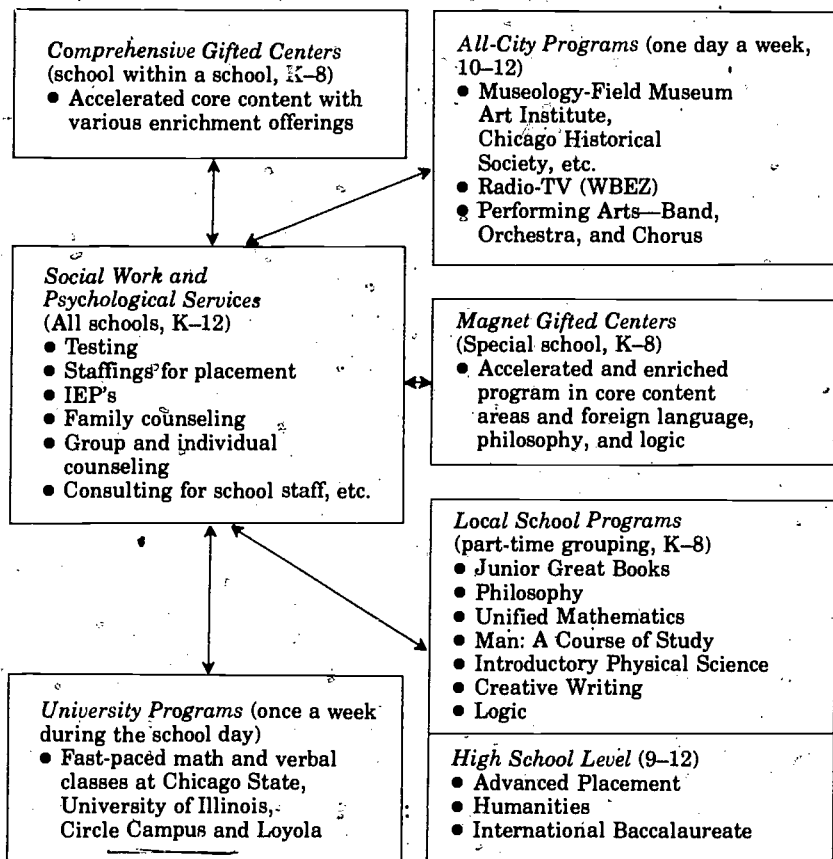 Comprehensive Gifted Centers
(school within a school, K–8)
● Accelerated core content with
various enrichment offerings
All-City Programs (one day a week,
10–12)
● Museology-Field Museum
Art Institute,
Chicago Historical
Society, etc.
● Radio-TV (WBEZ)
● Performing Arts—Band,
Orchestra, and Chorus
Social Work and
Psychological Services
(All schools, K–12)
● Testing
● Staffings for placement
● IEP's
● Family counseling
● Group and individual
counseling
● Consulting for school staff, etc.
Magnet Gifted Centers
(Special school, K–8)
● Accelerated and enriched
program in core content
areas and foreign language,
philosophy, and logic
Local School Programs
(part-time grouping, K–8)
● Junior Great Books
● Philosophy
● Unified Mathematics
● Man: A Course of Study
● Introductory Physical Science
● Creative Writing
● Logic
University Programs (once a week
during the school day)
● Fast-paced math and verbal
classes at Chicago State,
University of Illinois,
Circle Campus and Loyola
High School Level (9–12)
● Advanced Placement
● Humanities
● International Baccalaureate